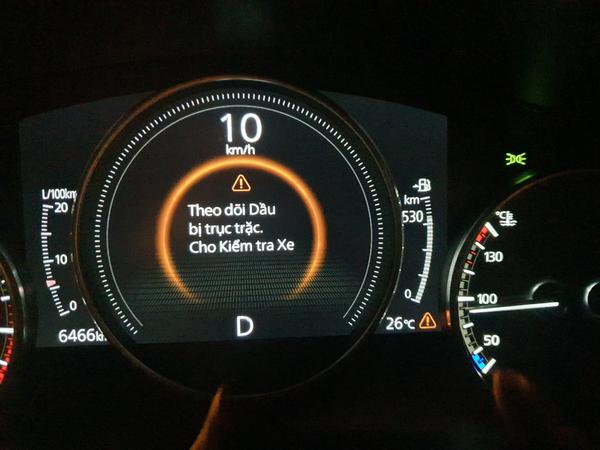 10
km/h
Theo dõi Dầu
bị trục trặc.
Cho Kiểm tra Xe
D
L/100km
20
10
0
6466k
km
530
0
26℃
℃
130
100
50